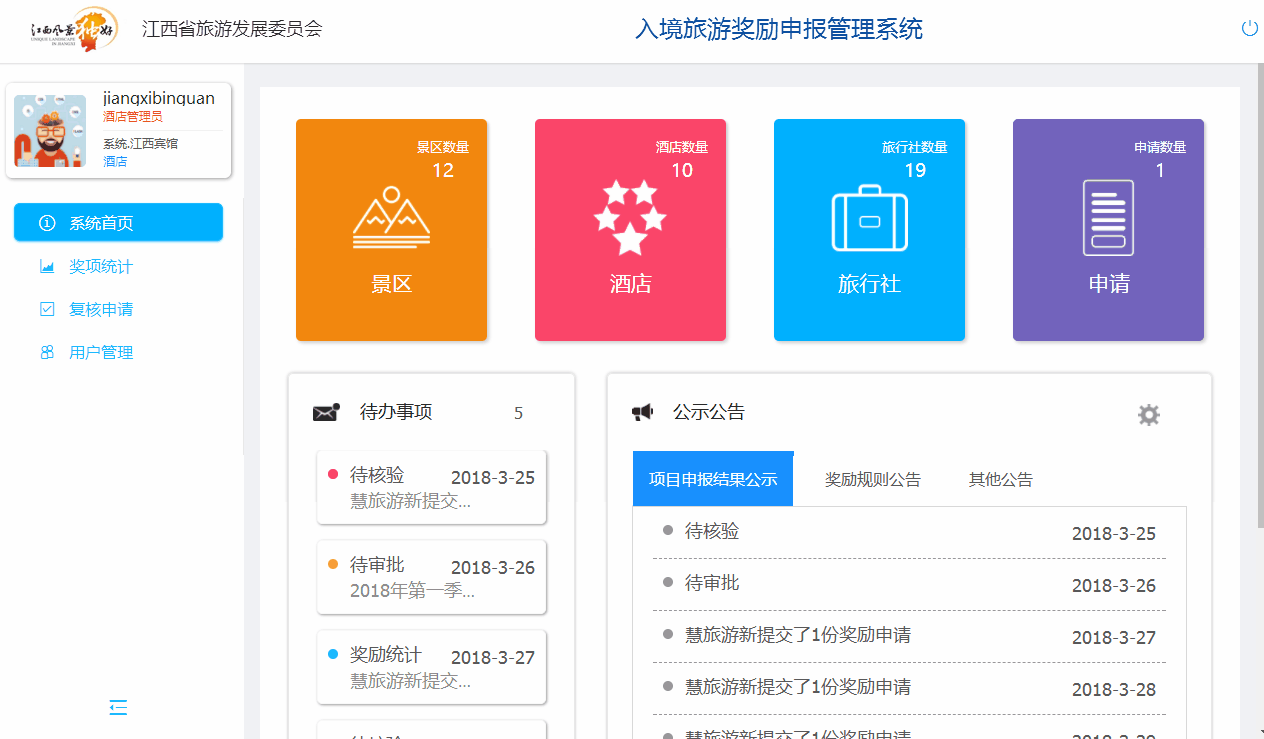 江西风景独好
UNIQUE LANDSCAPE
IN JIANGXI
江西省旅游发展委员会
入境旅游奖励申报管理系统
jiangxibinguan
酒店管理员
系统.江西宾馆
酒店
系统首页
奖项统计
复核申请
用户管理
景区数量
12
景区
酒店数量
10
酒店
旅行社数量
19
旅行社
申请数量
1
申请
待办事项 5
待核验 2018-3-25
慧旅游新提交...
待审批 2018-3-26
2018年第一季...
奖励统计 2018-3-27
慧旅游新提交...
公示公告
项目申报结果公示 奖励规则公告 其他公告
待核验 2018-3-25
待审批 2018-3-26
慧旅游新提交了1份奖励申请 2018-3-27
慧旅游新提交了1份奖励申请 2018-3-28